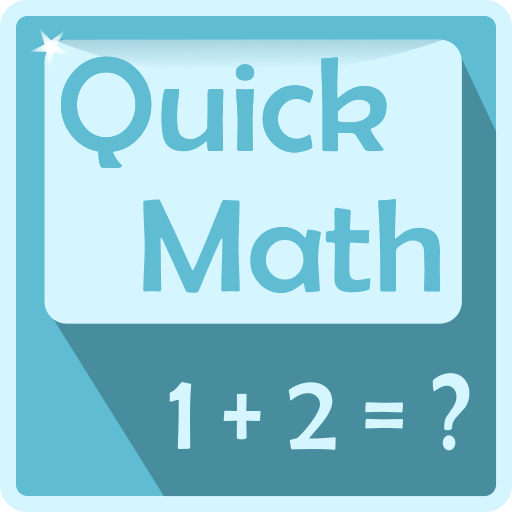 Quick
Math
1 + 2 = ?